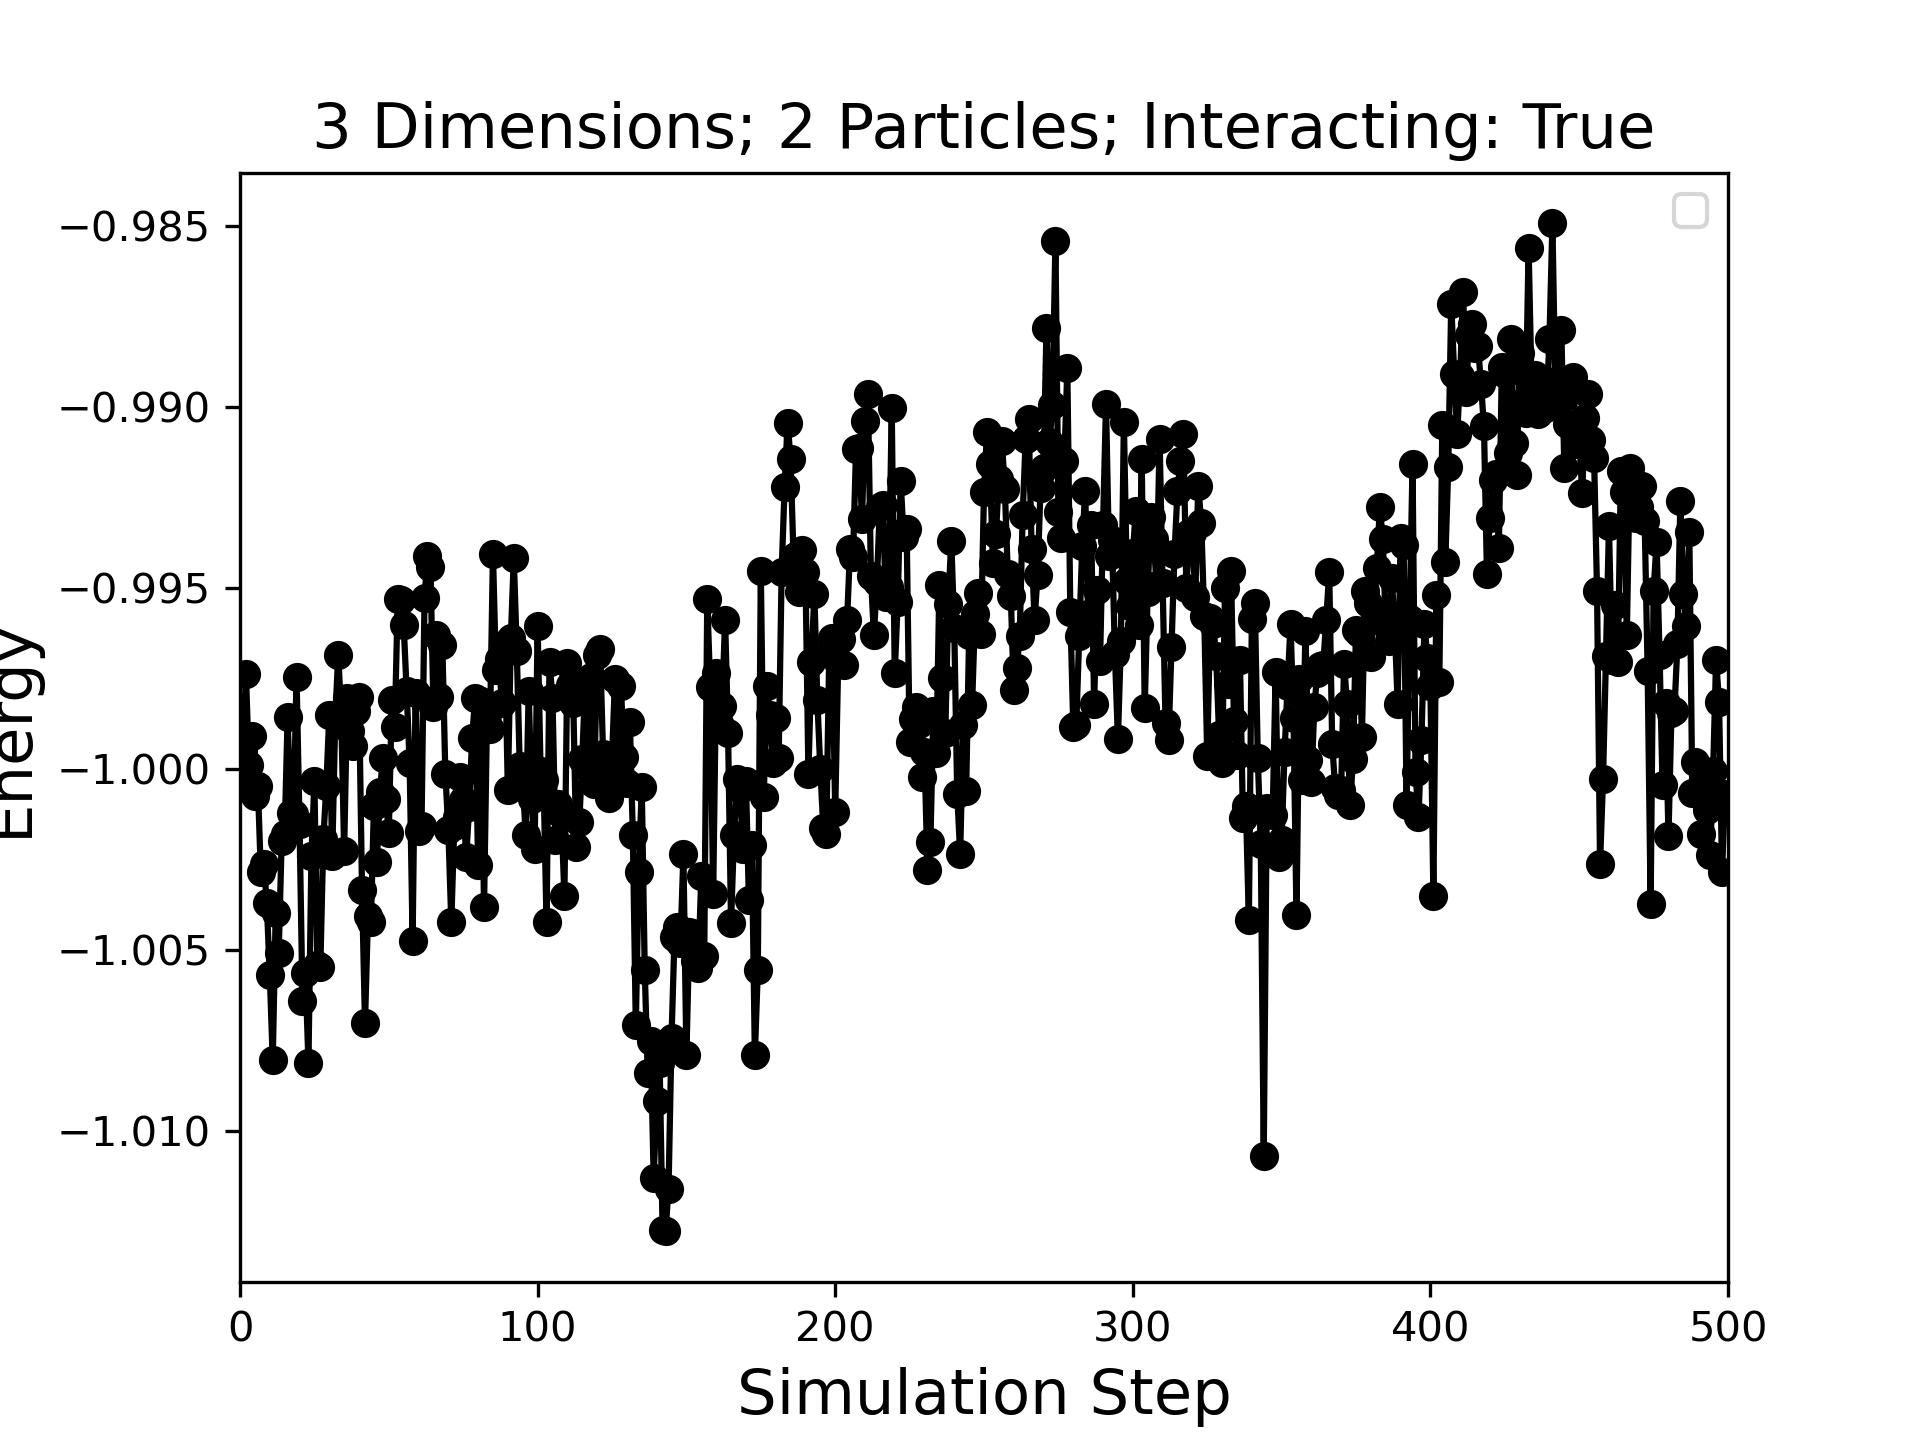 3 Dimensions; 2 Particles; Interacting: True
−0.985
−0.990
−0.995
−1.000
−1.005
−1.010
Energy
0 100 200 300 400 500
Simulation Step